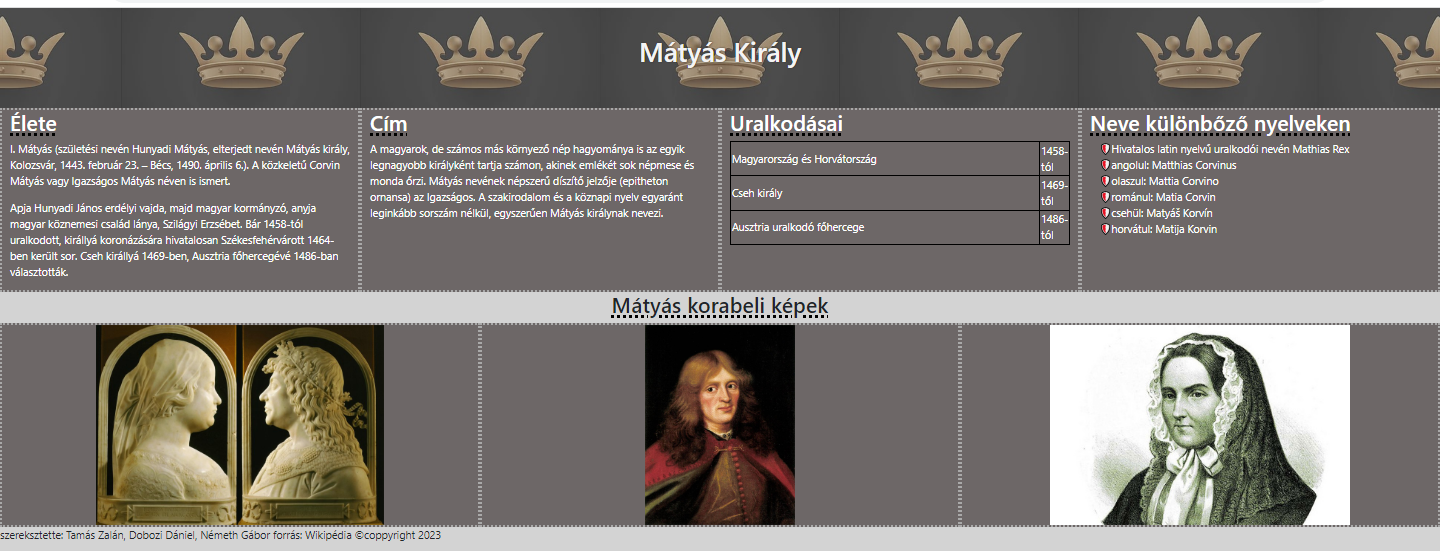 Mátyás Király
Élete
I. Mátyás (születési nevén Hunyadi Mátyás, elterjedt nevén Mátyás király,
Kolozsvár, 1443. február 23. – Bécs, 1490. április 6.). A közkeletű Corvin
Mátyás vagy Igazságos Mátyás néven is ismert.
Apja Hunyadi János erdélyi vajda, majd magyar kormányzó, anyja
magyar köznemesi család lánya, Szilágyi Erzsébet. Bár 1458-tól
uralkodott, királlyá koronázására hivatalosan Székesfehérvárott 1464-
ben került sor. Cseh királlyá 1469-ben, Ausztria főhercegévé 1486-ban
választották.
Cím
A magyarok, de számos más környező nép hagyománya is az egyik
legnagyobb királyként tartja számon, akinek emlékét sok népmese és
monda őrzi. Mátyás nevének népszerű díszítő jelzője (epitheton
ornansa) az Igazságos. A szakirodalom és a köznapi nyelv egyaránt
leginkább sorszám nélkül, egyszerűen Mátyás királynak nevezi.
Uralkodásai
Magyarország és Horvátország 1458-
tól
Cseh király 1469-
tól
Ausztria uralkodó főhercege 1486-
tól
Neve különbőző nyelveken
Hivatalos latin nyelvű uralkodói nevén Mathias Rex
angolul: Matthias Corvinus
olaszul: Mattia Corvino
románul: Matia Corvin
csehül: Matyáš Korvín
horvátul: Matija Korvin
Mátyás korabeli képek
szereksztette: Tamás Zalán, Dobozi Dániel, Németh Gábor forrás: Wikipédia ©coppyright 2023